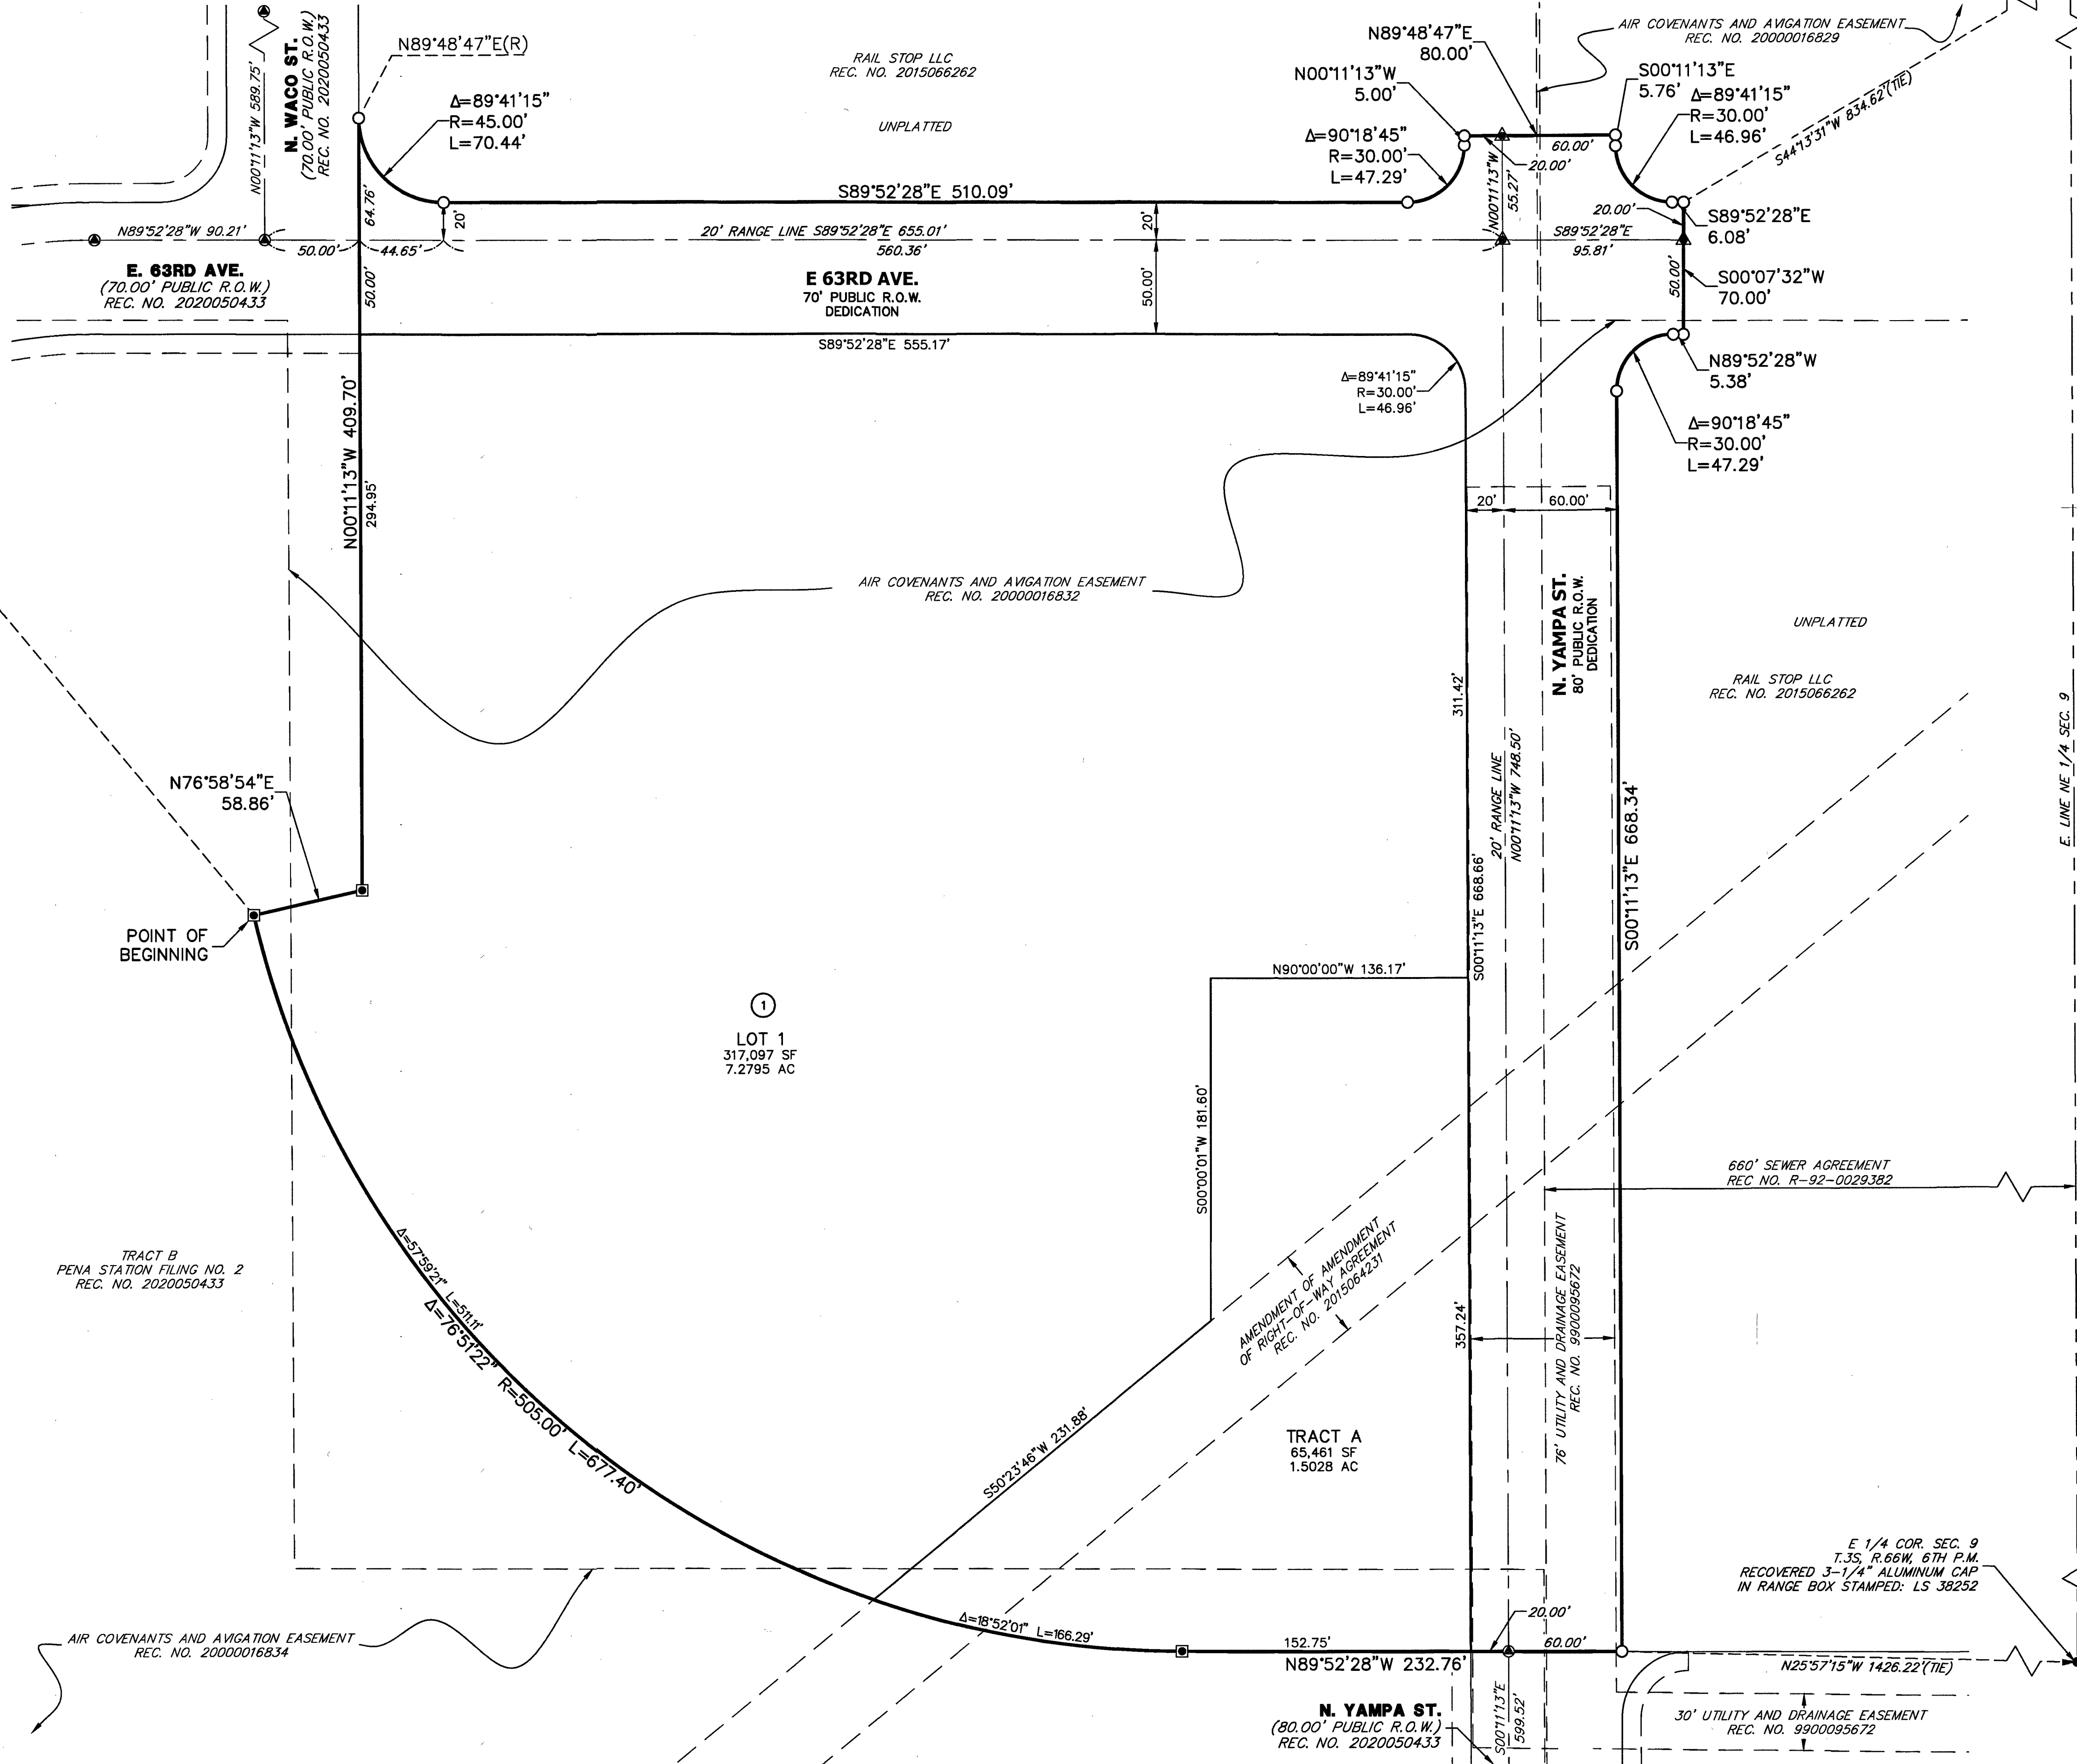 N00°11'13"W 589.75'
N. WACO ST.
(70.00' PUBLIC R.O.W.)
REC. NO. 2020050433
N89°48'47"E(R)
Δ=89°41'15"
R=45.00'
L=70.44'
RAIL STOP LLC
REC. NO. 2015066262
UNPLATTED
N89°48'47"E
80.00'
N00°11'13"W
5.00'
Δ=90°18'45"
R=30.00'
L=47.29'
AIR COVENANTS AND AVIGATION EASEMENT
REC. NO. 20000016829
S00°11'13"E
5.76'
Δ=89°41'15"
R=30.00'
L=46.96'
S44°13'31"W 834.62'(TIE)
60.00'
20.00'
N00°11'13"W
55.27'
S89°52'28"E 510.09'
64.76'
20'
20'
20.00'
S89°52'28"E
6.08'
N89°52'28"W 90.21'
50.00'
44.65'
20' RANGE LINE S89°52'28"E 655.01'
560.36'
S89°52'28"E
95.81'
E. 63RD AVE.
(70.00' PUBLIC R.O.W.)
REC. NO. 2020050433
50.00'
E 63RD AVE.
70' PUBLIC R.O.W.
DEDICATION
50.00'
50.00'
S00°07'32"W
70.00'
S89°52'28"E 555.17'
N89°52'28"W
5.38'
Δ=89°41'15"
R=30.00'
L=46.96'
Δ=90°18'45"
R=30.00'
L=47.29'
N00°11'13"W 409.70'
294.95'
20'
60.00'
AIR COVENANTS AND AVIGATION EASEMENT
REC. NO. 20000016832
N. YAMPA ST.
80' PUBLIC R.O.W.
DEDICATION
UNPLATTED
RAIL STOP LLC
REC. NO. 2015066262
E. LINE NE 1/4 SEC. 9
311.42'
20' RANGE LINE
N00°11'13"W 748.50'
S00°11'13"E 668.34'
S00°11'13"E 668.66'
N76°58'54"E
58.86'
POINT OF
BEGINNING
N90°00'00"W 136.17'
1
LOT 1
317,097 SF
7.2795 AC
S00°00'01"W 181.60'
660' SEWER AGREEMENT
REC NO. R-92-0029382
TRACT B
PENA STATION FILING NO. 2
REC. NO. 2020050433
Δ=57°59'21" L=511.11'
Δ=76°51'22" R=505.00' L=677.40'
AMENDMENT OF AMENDMENT
OF RIGHT-OF-WAY AGREEMENT
REC. NO. 2015064231
357.24'
76' UTILITY AND DRAINAGE EASEMENT
REC. NO. 9900095672
S50°23'46"W 231.88'
TRACT A
65,461 SF
1.5028 AC
E 1/4 COR. SEC. 9
T.3S, R.66W, 6TH P.M.
RECOVERED 3-1/4" ALUMINUM CAP
IN RANGE BOX STAMPED: LS 38252
AIR COVENANTS AND AVIGATION EASEMENT
REC. NO. 20000016834
Δ=18°52'01" L=166.29'
20.00'
152.75'
60.00'
N89°52'28"W 232.76'
N25°57'15"W 1426.22'(TIE)
N. YAMPA ST.
(80.00' PUBLIC R.O.W.)
REC. NO. 2020050433
S00°11'13"E
599.52'
30' UTILITY AND DRAINAGE EASEMENT
REC. NO. 9900095672